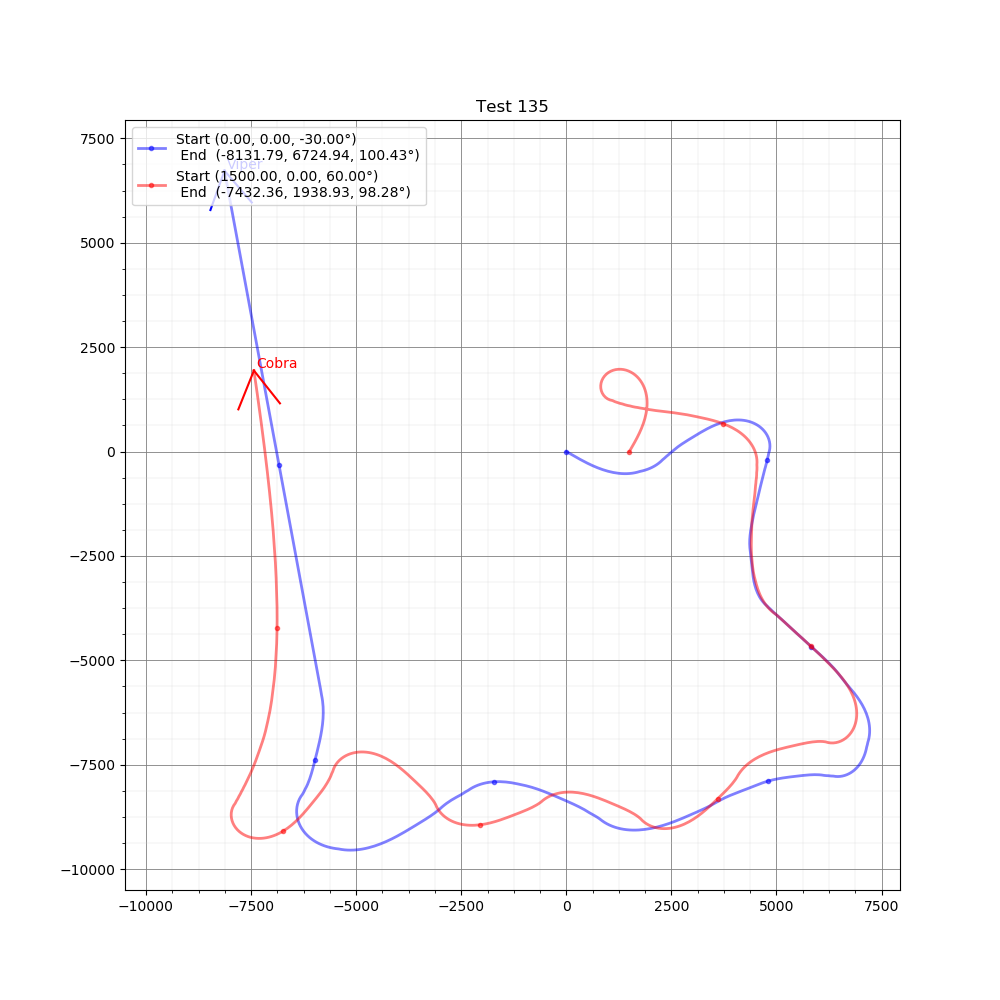 Test 135
Start (0.00, 0.00, -30.00°)
End (-8131.79, 6724.94, 100.43°)
Start (1500.00, 0.00, 60.00°)
End (-7432.36, 1938.93, 98.28°)
Viper
Cobra
7500
5000
2500
0
−2500
−5000
−7500
−10000
−10000 −7500 −5000 −2500 0 2500 5000 7500